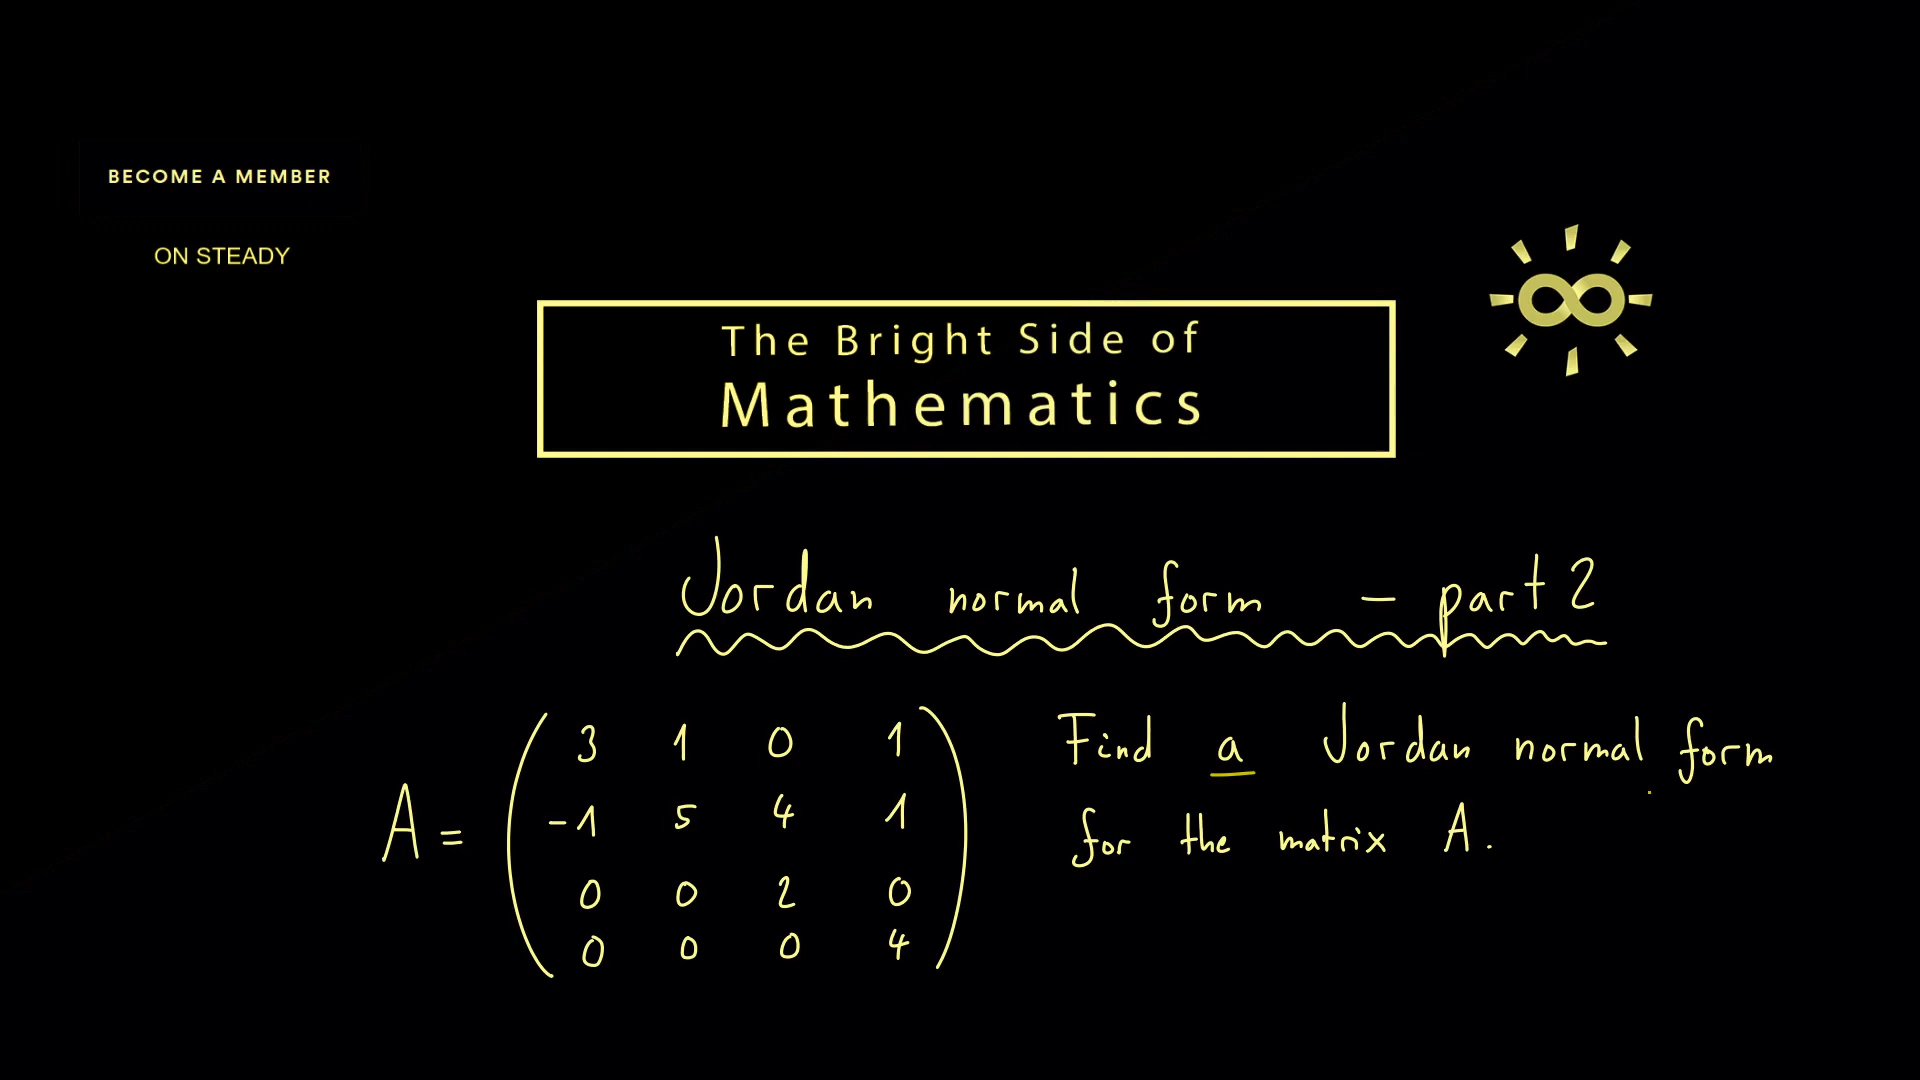 BECOME A MEMBER
ON STEADY
The Bright Side of
Mathematics
Jordan normal form – part 2
A = ( 3 1 0 1
-1 5 4 1
0 0 2 0
0 0 0 4 )
Find a Jordan normal form
for the matrix A.